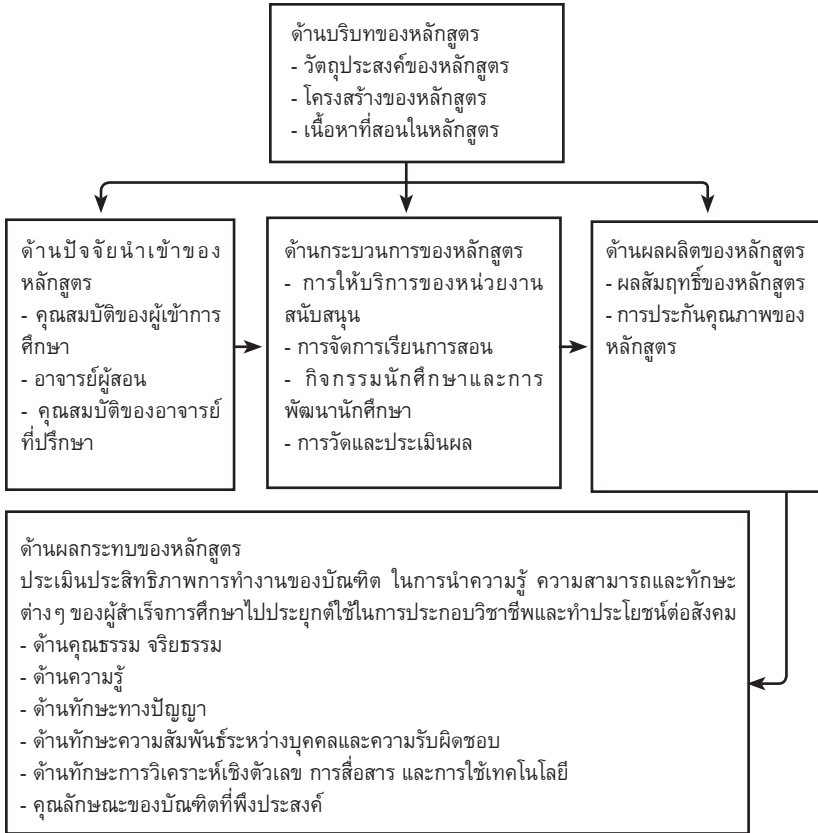 ด้านบริบทของหลักสูตร
- วัตถุประสงค์ของหลักสูตร
- โครงสร้างของหลักสูตร
- เนื้อหาที่สอนในหลักสูตร
ด้านปัจจัยนำเข้าของ
หลักสูตร
- คุณสมบัติของผู้เข้าการ
ศึกษา
- อาจารย์ผู้สอน
- คุณสมบัติของอาจารย์
ที่ปรึกษา
ด้านกระบวนการของหลักสูตร
- การให้บริการของหน่วยงาน
สนับสนุน
- การจัดการเรียนการสอน
- กิจกรรมนักศึกษาและการ
พัฒนานักศึกษา
- การวัดและประเมินผล
ด้านผลผลิตของหลักสูตร
- ผลสัมฤทธิ์ของหลักสูตร
- การประกันคุณภาพของ
หลักสูตร
ด้านผลกระทบของหลักสูตร
ประเมินประสิทธิภาพการทำงานของบัณฑิต ในการนำความรู้ ความสามารถและทักษะ
ต่างๆ ของผู้สำเร็จการศึกษาไปประยุกต์ใช้ในการประกอบวิชาชีพและทำประโยชน์ต่อสังคม
- ด้านคุณธรรม จริยธรรม
- ด้านความรู้
- ด้านทักษะทางปัญญา
- ด้านทักษะความสัมพันธ์ระหว่างบุคคลและความรับผิดชอบ
- ด้านทักษะการวิเคราะห์เชิงตัวเลข การสื่อสาร และการใช้เทคโนโลยี
- คุณลักษณะของบัณฑิตที่พึงประสงค์